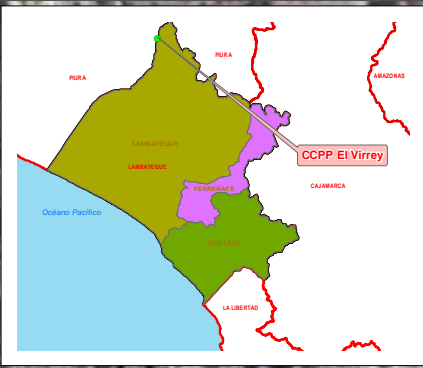 PIURA
PIURA
AMAZONAS
LAMBAYEQUE
LAMBAYEQUE
CCPP El Virrey
FERREÑAFE
CAJAMARCA
Océano Pacífico
CHICLAYO
LA LIBERTAD